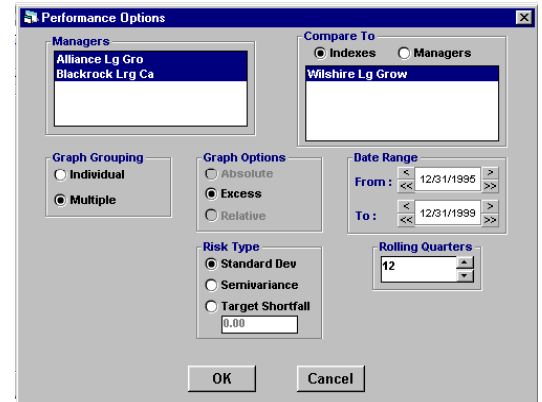 Performance Options
Managers
Alliance Lg Gro
Blackrock Lrg Ca
Compare To
Indexes
Managers
Wilshire Lg Grow
Graph Grouping
Individual
Multiple
Graph Options
Absolute
Excess
Relative
Date Range
From : < << 12/31/1995 > >>
To : < << 12/31/1999 > >>
Risk Type
Standard Dev
Semivariance
Target Shortfall
0.00
Rolling Quarters
12
OK
Cancel